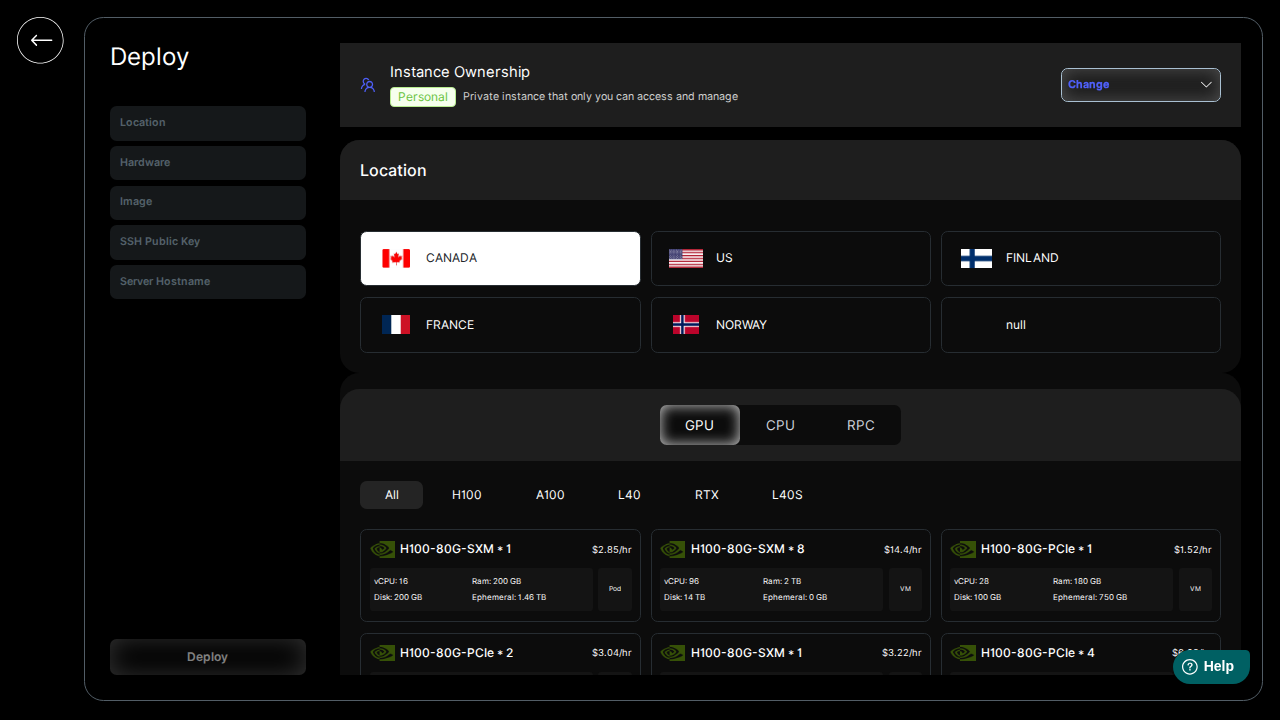 Deploy
Location
Hardware
Image
SSH Public Key
Server Hostname
Deploy
Instance Ownership
Personal Private instance that only you can access and manage
Change
Location
CANADA
US
FINLAND
FRANCE
NORWAY
null
GPU
CPU
RPC
All
H100
A100
L40
RTX
L40S
H100-80G-SXM * 1
$2.85/hr
vCPU: 16
Ram: 200 GB
Disk: 200 GB
Ephemeral: 1.46 TB
Pod
H100-80G-SXM * 8
$14.4/hr
vCPU: 96
Ram: 2 TB
Disk: 14 TB
Ephemeral: 0 GB
VM
H100-80G-PCIe * 1
$1.52/hr
vCPU: 28
Ram: 180 GB
Disk: 100 GB
Ephemeral: 750 GB
VM
H100-80G-PCIe * 2
$3.04/hr
H100-80G-SXM * 1
$3.22/hr
H100-80G-PCIe * 4
Help